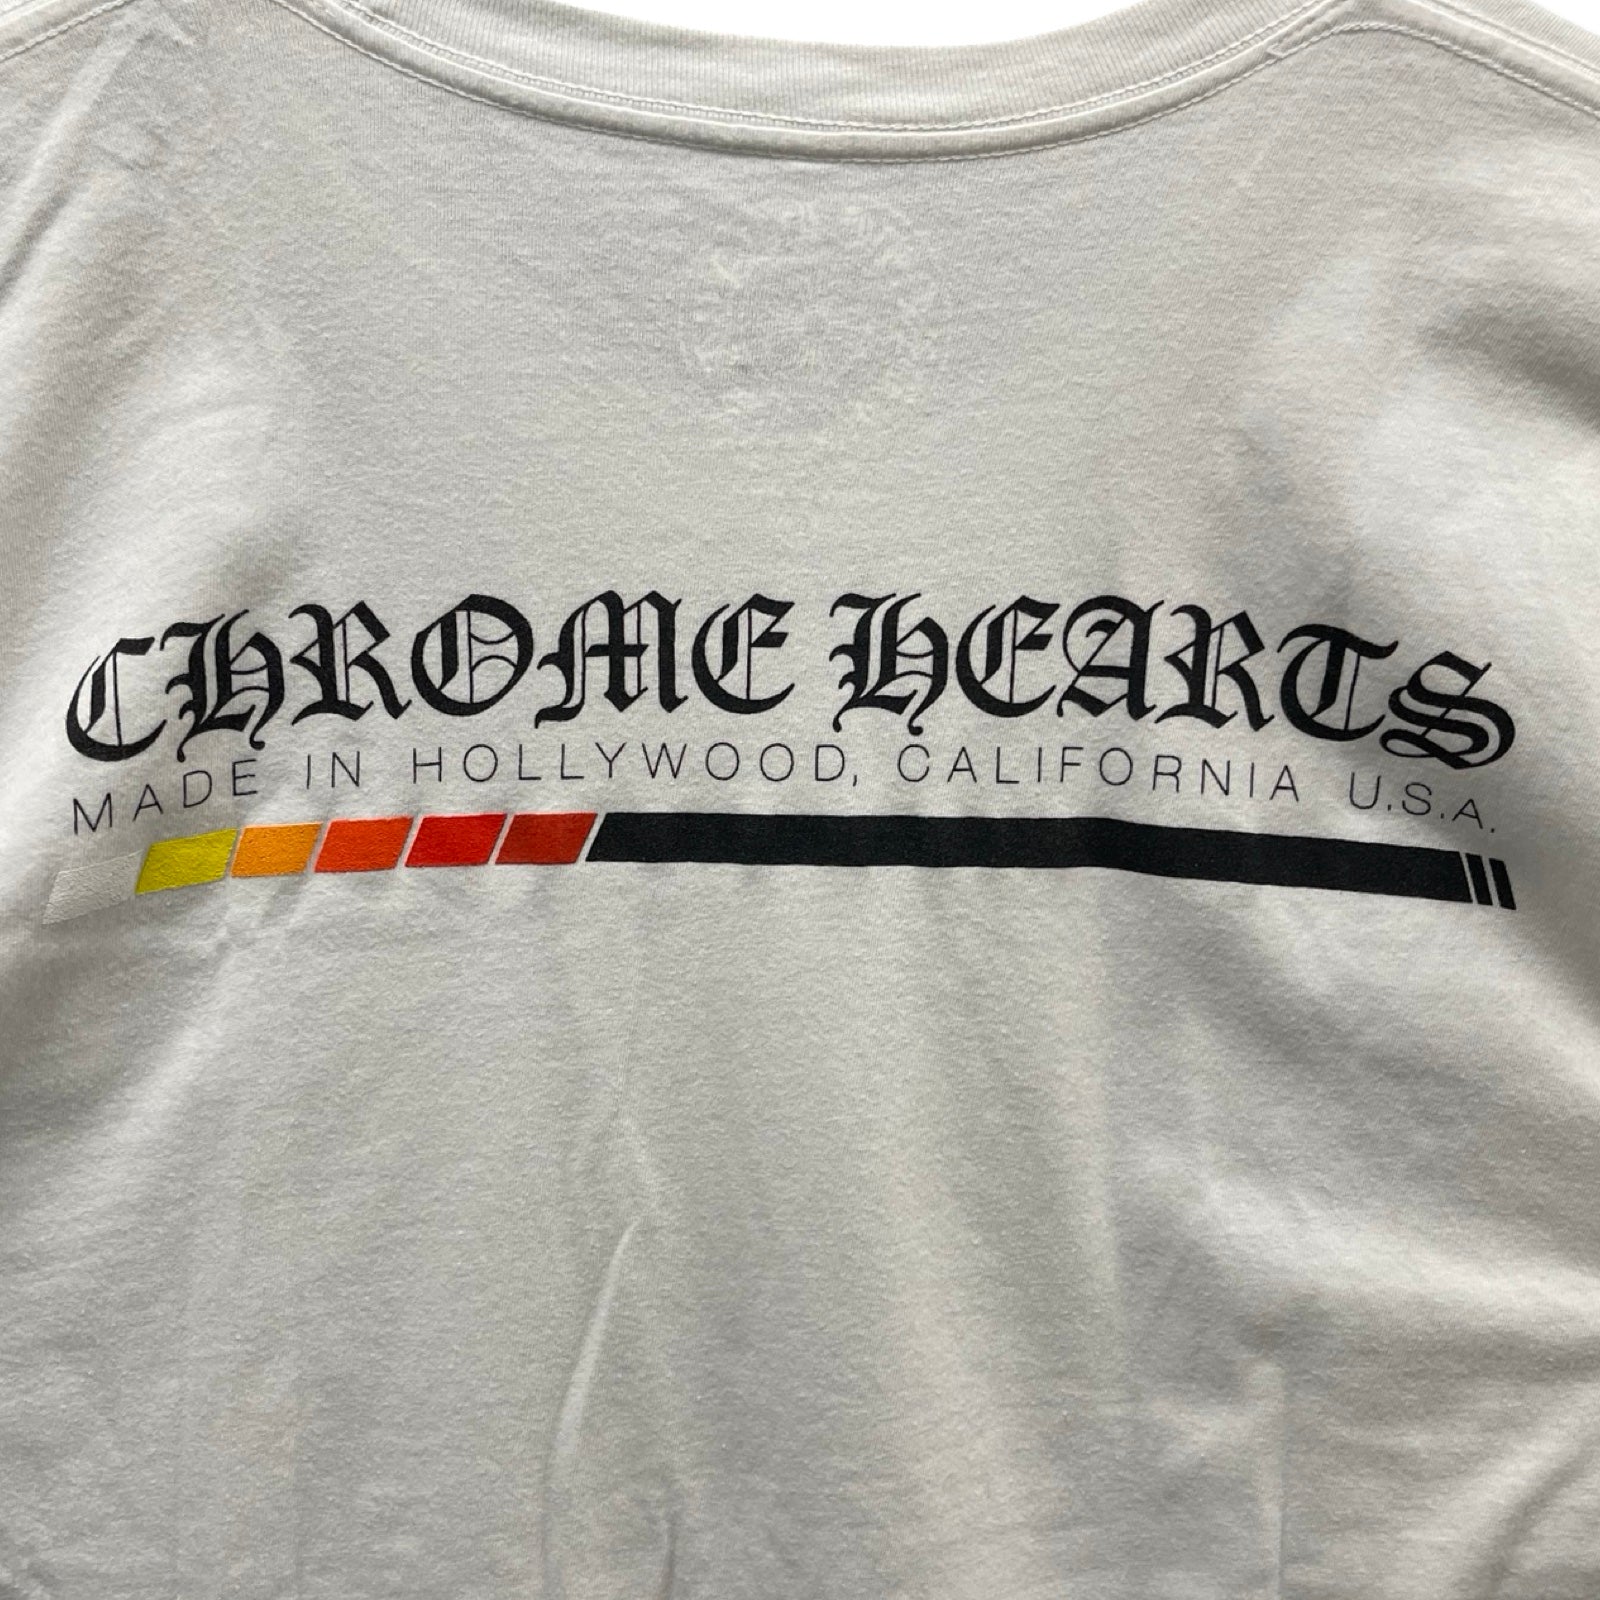 CHROME HEARTS
MADE IN HOLLYWOOD, CALIFORNIA U.S.A.